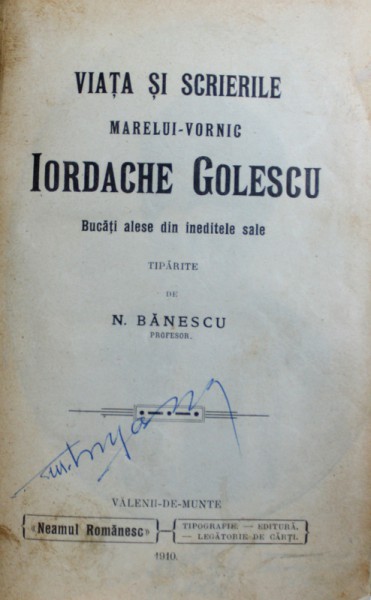 VIAȚA ȘI SCRIERILE
MARELUI-VORNIC
IORDACHE GOLESCU
Bucăți alese din ineditele sale
TIPĂRITE
DE
N. BĂNESCU
PROFESOR.
VĂLENII-DE-MUNTE
«Neamul Românesc» TIPOGRAFIE — EDITURĂ.
— LEGĂTORIE DE CĂRȚI.
1910.